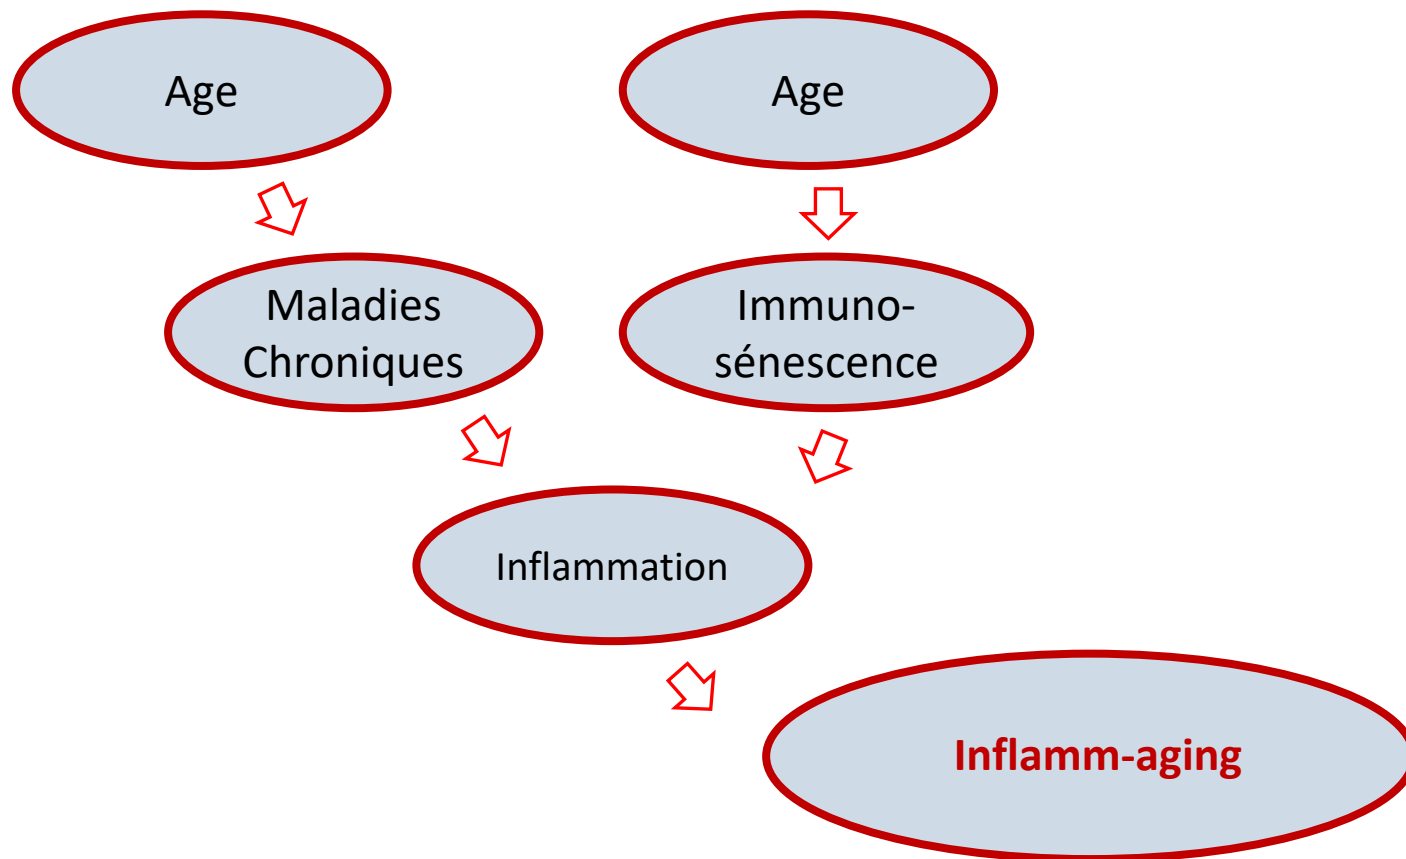 Age
Age
Maladies
Chroniques
Immuno-
sénescence
Inflammation
Inflamm-aging